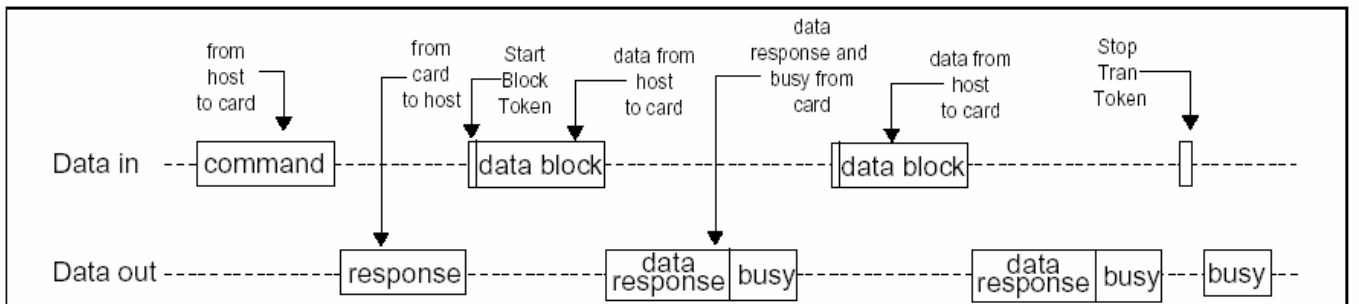 from
host
to card
from
card
to host
Start
Block
Token
data from
host
to card
data
response and
busy from
card
data from
host
to card
Stop
Tran
Token
Data in
command
data block
data block
Data out
response
data
response
busy
data
response
busy
busy